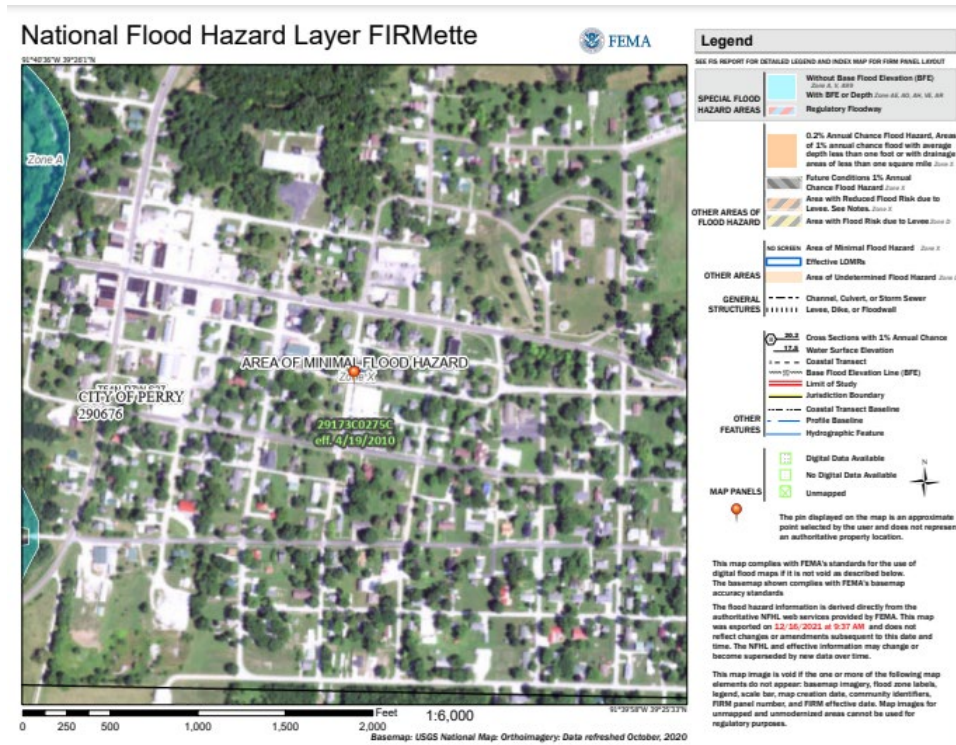 National Flood Hazard Layer FIRMette
FEMA
91°40'36"W 39°26'1"N
Zone A
AREA OF MINIMAL FLOOD HAZARD
Zone X
CITY OF PERRY
290676
29173C0275C
eff. 4/19/2010
91°39'58"W 39°25'33"N
Feet
1:6,000
0 250 500 1,000 1,500 2,000
Basemap: USGS National Map: Orthoimagery: Data refreshed October, 2020
Legend
SEE FIS REPORT FOR DETAILED LEGEND AND INDEX MAP FOR FIRM PANEL LAYOUT
SPECIAL FLOOD
HAZARD AREAS
Without Base Flood Elevation (BFE)
Zone A, V, A99
With BFE or Depth Zone AE, AO, AH, VE, AR
Regulatory Floodway
OTHER AREAS OF
FLOOD HAZARD
0.2% Annual Chance Flood Hazard, Areas
of 1% annual chance flood with average
depth less than one foot or with drainage
areas of less than one square mile Zone X
Future Conditions 1% Annual
Chance Flood Hazard Zone X
Area with Reduced Flood Risk due to
Levee. See Notes. Zone X
Area with Flood Risk due to Levee Zone D
OTHER AREAS
NO SCREEN Area of Minimal Flood Hazard Zone X
Effective LOMRs
Area of Undetermined Flood Hazard Zone
GENERAL
STRUCTURES
Channel, Culvert, or Storm Sewer
Levee, Dike, or Floodwall
OTHER
FEATURES
20.2 Cross Sections with 1% Annual Chance
17.5 Water Surface Elevation
Coastal Transect
Base Flood Elevation Line (BFE)
Limit of Study
Jurisdiction Boundary
Coastal Transect Baseline
Profile Baseline
Hydrographic Feature
MAP PANELS
Digital Data Available
No Digital Data Available
Unmapped
N
The pin displayed on the map is an approximate
point selected by the user and does not represen
an authoritative property location.
This map complies with FEMA's standards for the use of
digital flood maps if it is not void as described below.
The basemap shown complies with FEMA's basemap
accuracy standards
The flood hazard information is derived directly from the
authoritative NFHL web services provided by FEMA. This map
was exported on 12/16/2021 at 9:37 AM and does not
reflect changes or amendments subsequent to this date and
time. The NFHL and effective information may change or
become superseded by new data over time.
This map image is void if the one or more of the following map
elements do not appear: basemap imagery, flood zone labels,
legend, scale bar, map creation date, community identifiers,
FIRM panel number, and FIRM effective date. Map images for
unmapped and unmodernized areas cannot be used for
regulatory purposes.